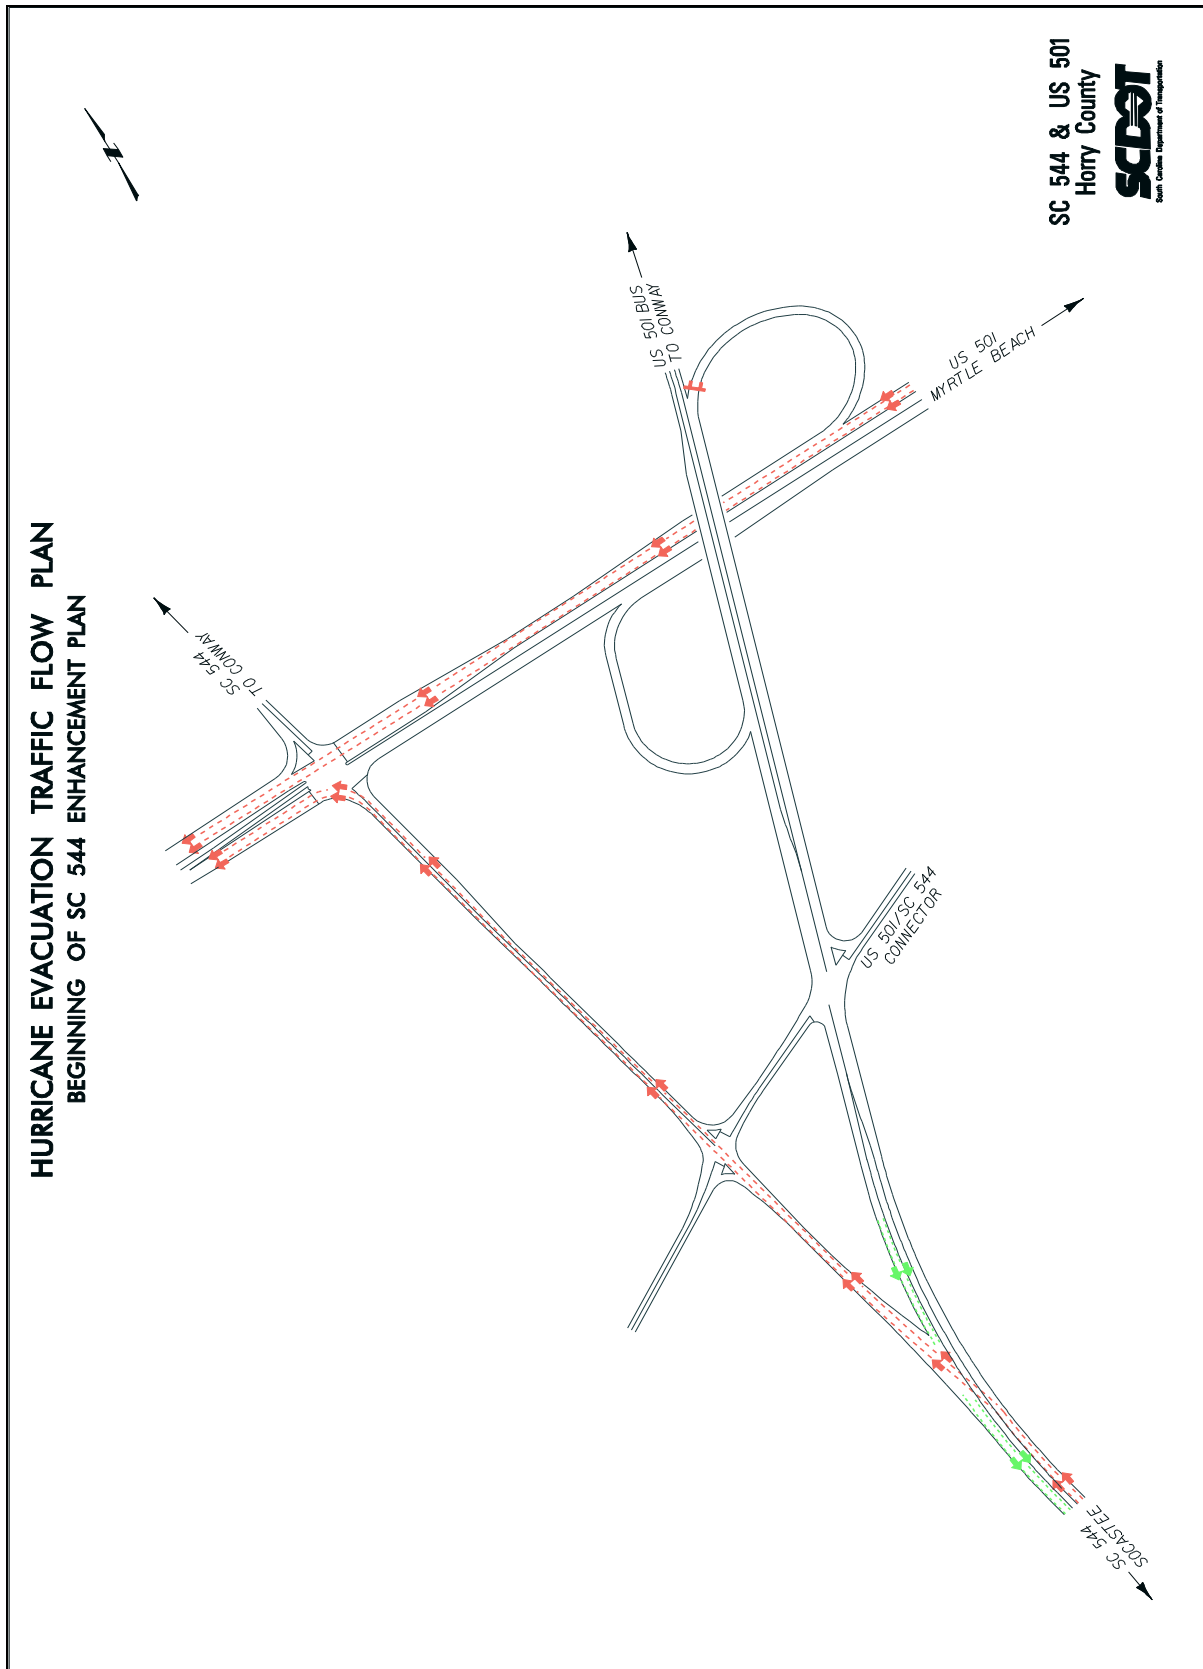 HURRICANE EVACUATION TRAFFIC FLOW PLAN
BEGINNING OF SC 544 ENHANCEMENT PLAN
SC 544
TO CONWAY
US 501 BUS
TO CONWAY
US 501
MYRTLE BEACH
US 501/SC 544
CONNECTOR
SC 544
SOCASTEE
SC 544 & US 501
Horry County
SCDOT
South Carolina Department of Transportation